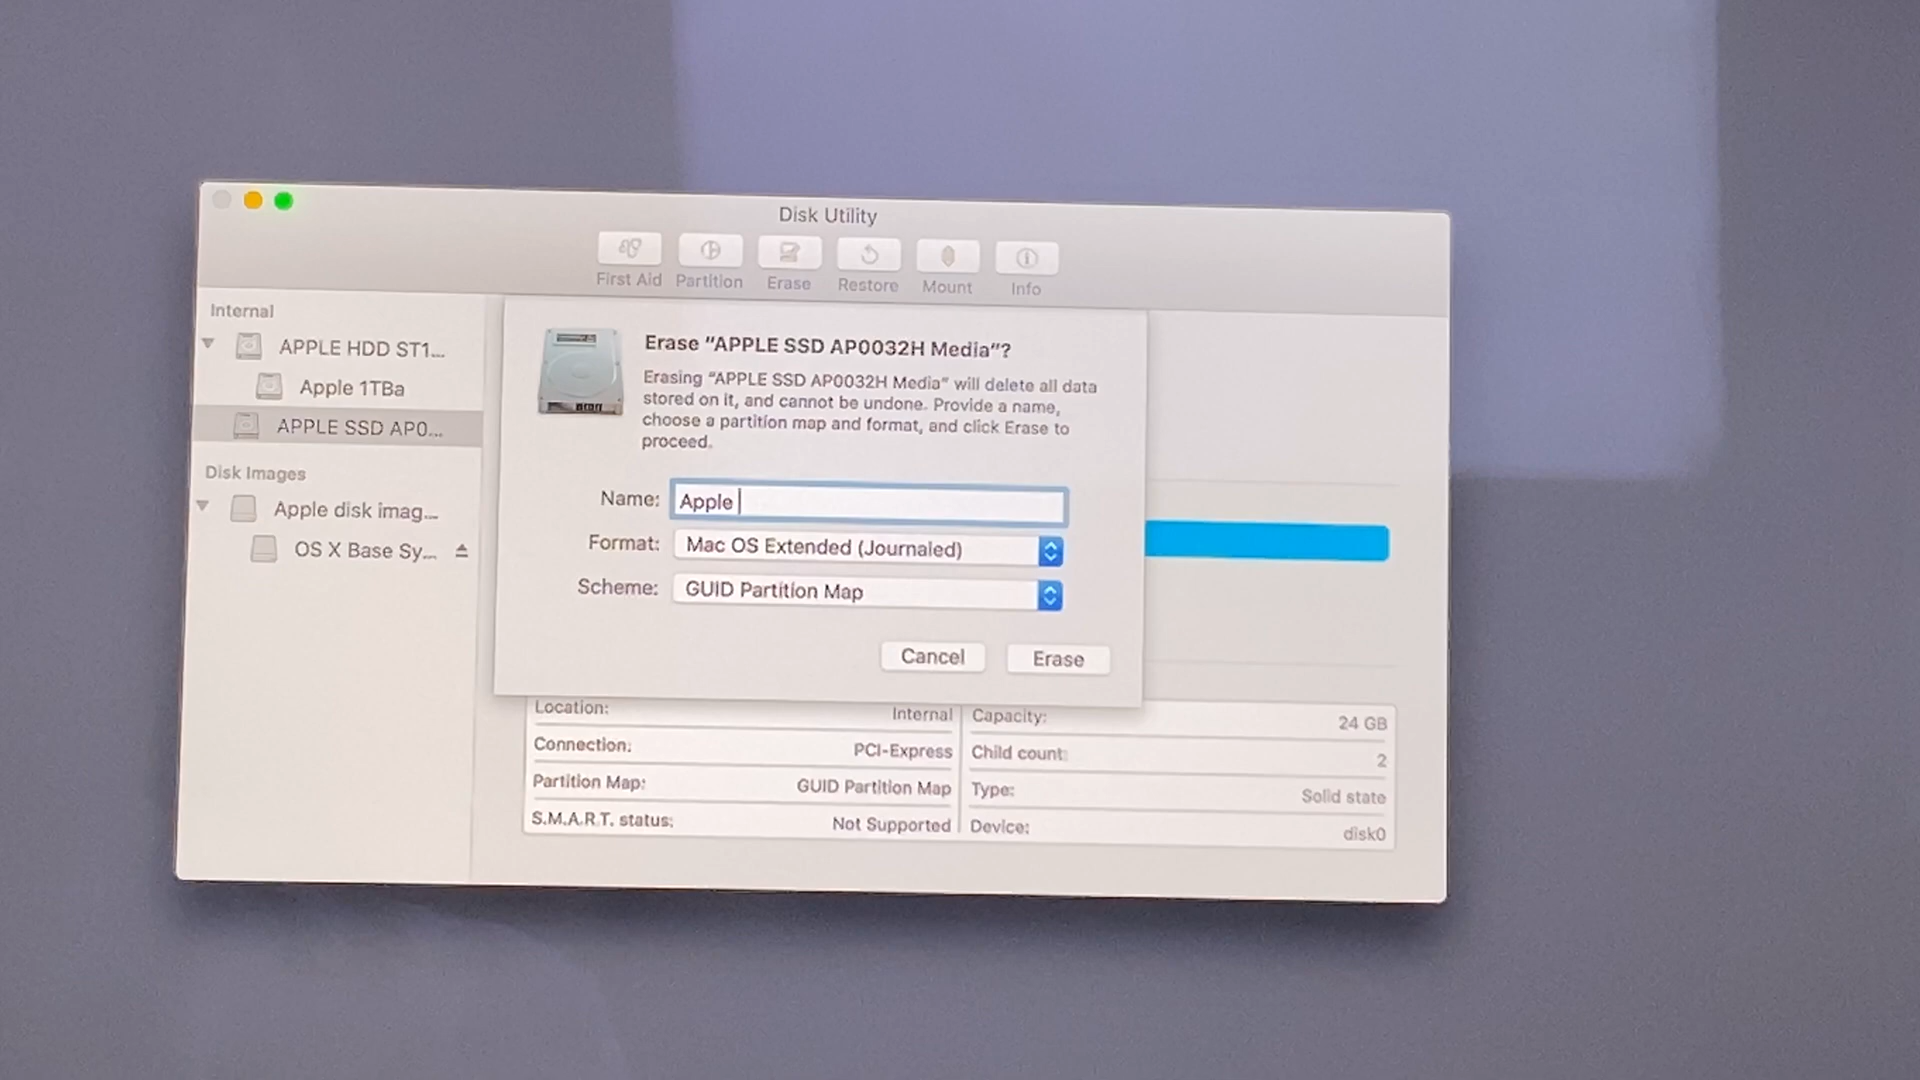 Disk Utility
First Aid
Partition
Erase
Restore
Mount
Info
Internal
APPLE HDD ST1...
Apple 1TBa
APPLE SSD AP0...
Disk Images
Apple disk imag...
OS X Base Sy...
Erase “APPLE SSD AP0032H Media”?
Erasing “APPLE SSD AP0032H Media” will delete all data
stored on it, and cannot be undone. Provide a name,
choose a partition map and format, and click Erase to
proceed.
Name: Apple
Format: Mac OS Extended (Journaled)
Scheme: GUID Partition Map
Cancel
Erase
Location: Internal
Capacity: 24 GB
Connection: PCI-Express
Child count: 2
Partition Map: GUID Partition Map
Type: Solid state
S.M.A.R.T. status: Not Supported
Device: disk0